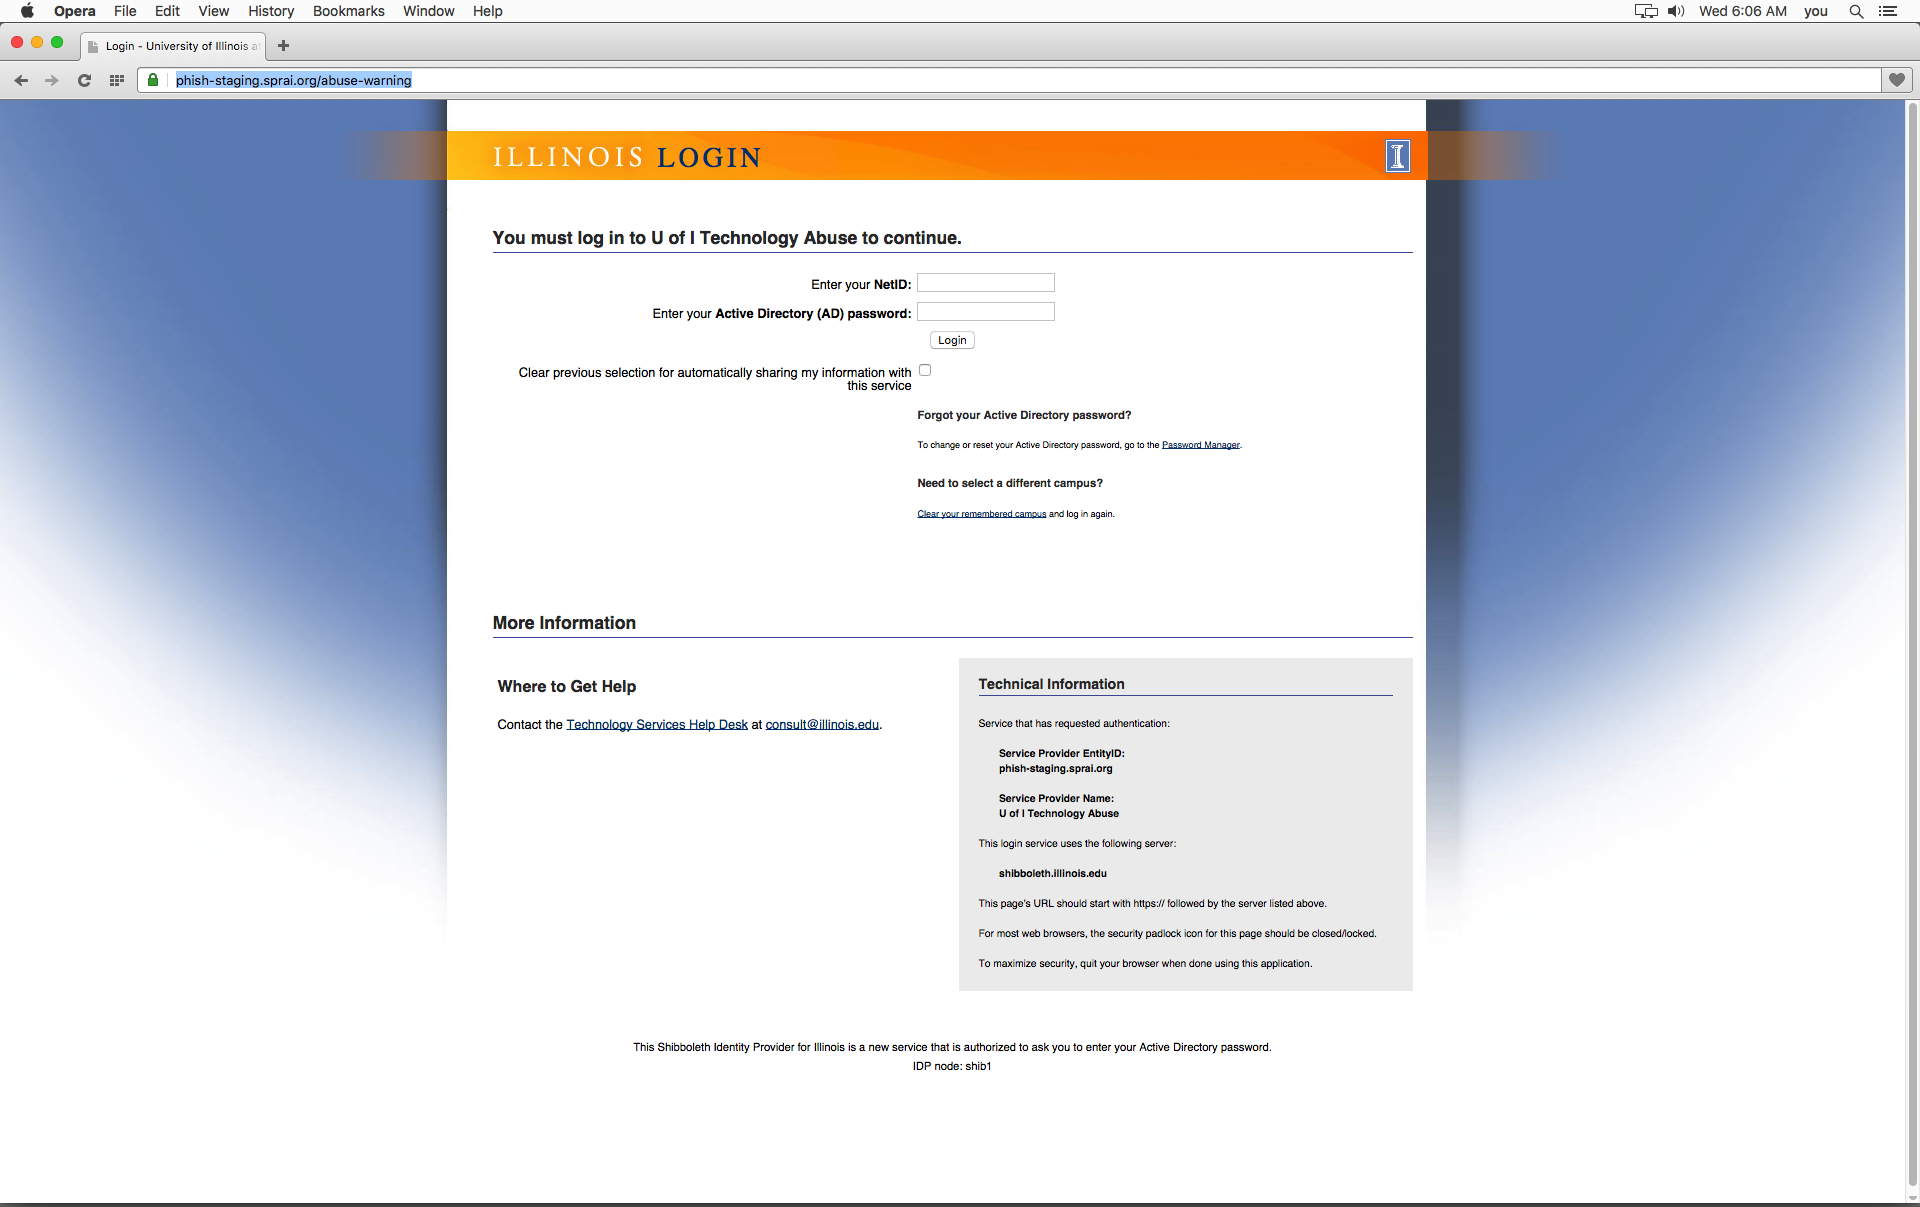 Opera File Edit View History Bookmarks Window Help Wed 6:06 AM you
Login - University of Illinois a
phish-staging.sprai.org/abuse-warning
ILLINOIS LOGIN
I
You must log in to U of I Technology Abuse to continue.
Enter your NetID:
Enter your Active Directory (AD) password:
Login
Clear previous selection for automatically sharing my information with
this service
Forgot your Active Directory password?
To change or reset your Active Directory password, go to the Password Manager.
Need to select a different campus?
Clear your remembered campus and log in again.
More Information
Where to Get Help
Contact the Technology Services Help Desk at consult@illinois.edu.
Technical Information
Service that has requested authentication:
Service Provider EntityID:
phish-staging.sprai.org
Service Provider Name:
U of I Technology Abuse
This login service uses the following server:
shibboleth.illinois.edu
This page's URL should start with https:// followed by the server listed above.
For most web browsers, the security padlock icon for this page should be closed/locked.
To maximize security, quit your browser when done using this application.
This Shibboleth Identity Provider for Illinois is a new service that is authorized to ask you to enter your Active Directory password.
IDP node: shib1